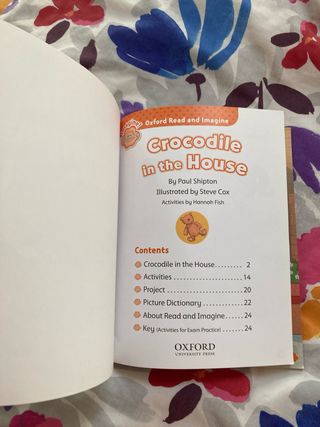 Oxford Read and Imagine
Crocodile
in the House
By Paul Shipton
Illustrated by Steve Cox
Activities by Hannah Fish
Contents
Crocodile in the House......... 2
Activities .................... 14
Project ....................... 20
Picture Dictionary ............ 22
About Read and Imagine ...... 24
Key (Activities for Exam Practice) ...... 24
OXFORD
UNIVERSITY PRESS